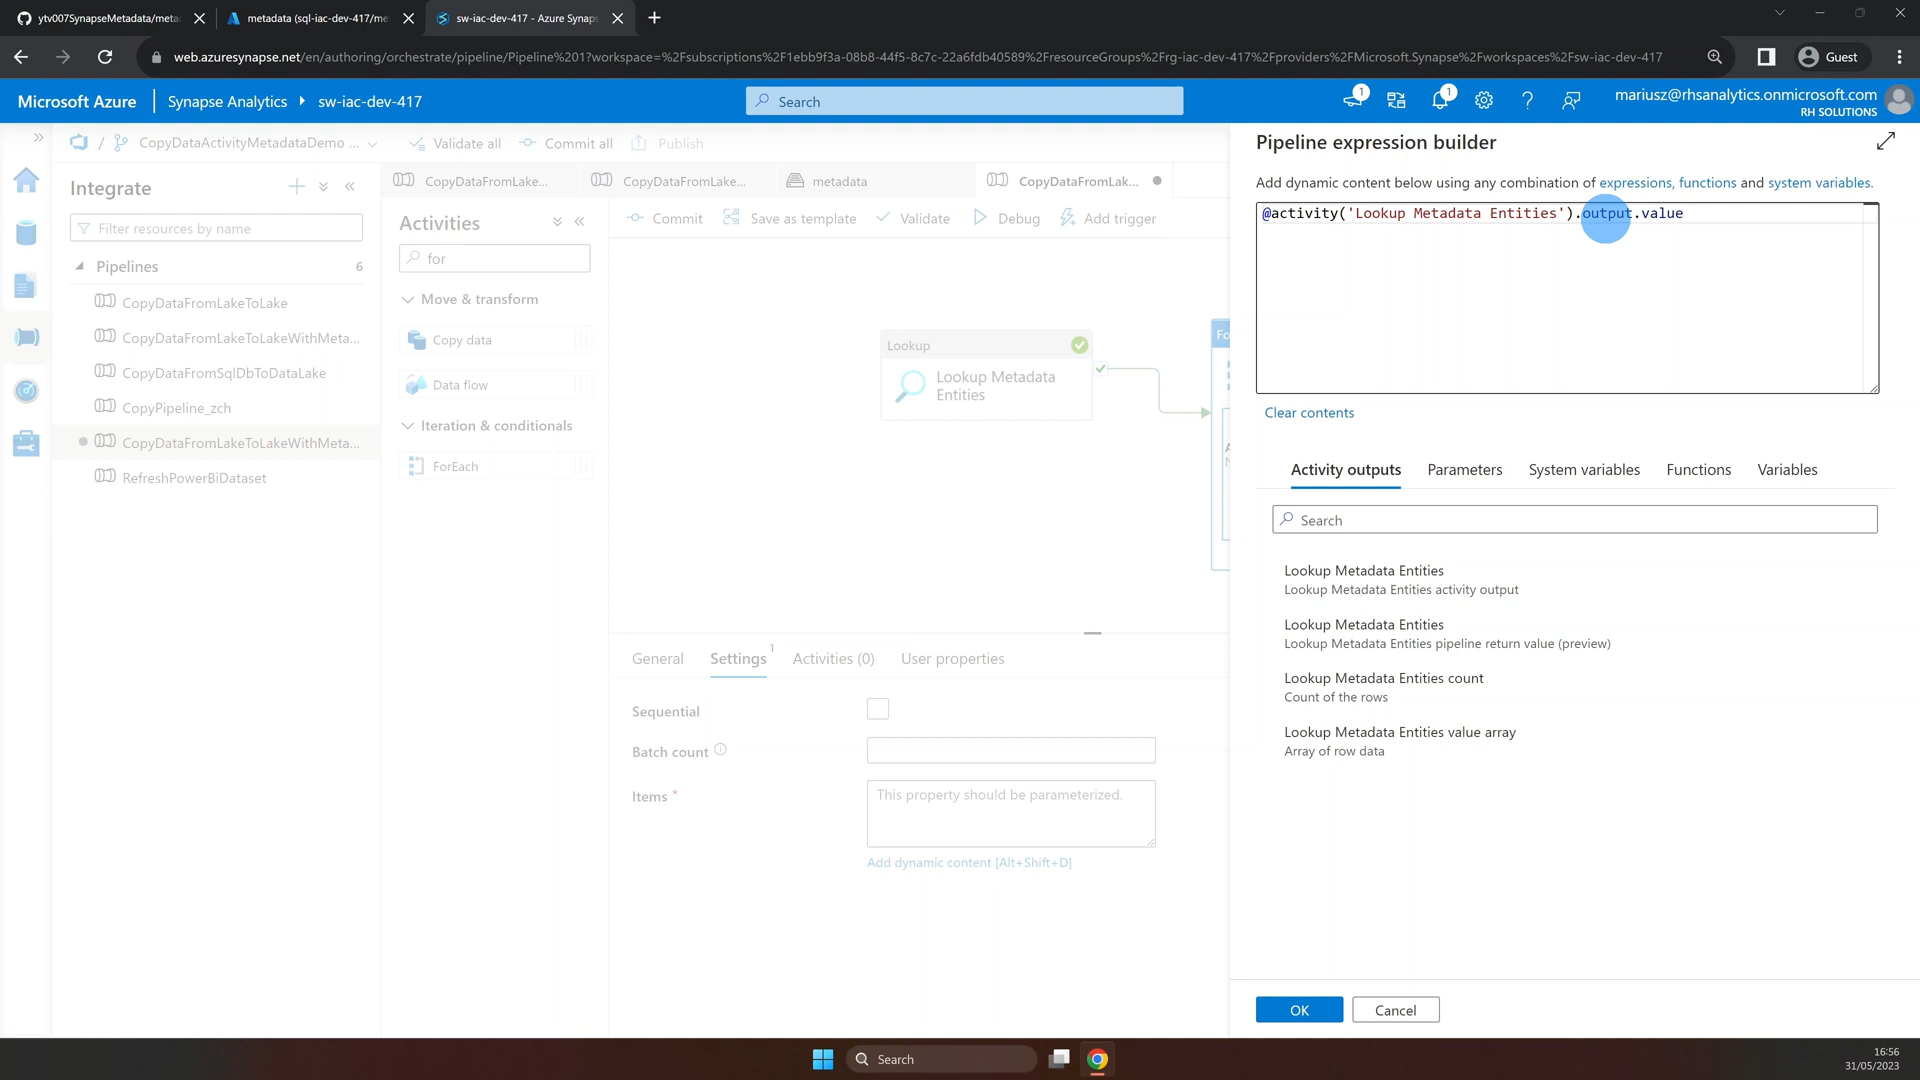 ytv007SynapseMetadata/meta
metadata (sql-iac-dev-417/me
sw-iac-dev-417 - Azure Synaps
web.azuresynapse.net/en/authoring/orchestrate/pipeline/Pipeline%201?workspace=%2Fsubscriptions%2F1ebb9f3a-08b8-44f5-8c7c-22a6fdb40589%2FresourceGroups%2Frg-iac-dev-417%2Fproviders%2FMicrosoft.Synapse%2Fworkspaces%2Fsw-iac-dev-417
Guest
Microsoft Azure
Synapse Analytics
sw-iac-dev-417
Search
1
1
mariusz@rhsanalytics.onmicrosoft.com
RH SOLUTIONS
/
CopyDataActivityMetadataDemo ...
Validate all
Commit all
Publish
Integrate
Filter resources by name
Pipelines
6
CopyDataFromLakeToLake
CopyDataFromLakeToLakeWithMeta...
CopyDataFromSqlDbToDataLake
CopyPipeline_zch
CopyDataFromLakeToLakeWithMeta...
RefreshPowerBiDataset
CopyDataFromLake...
CopyDataFromLake...
metadata
CopyDataFromLak...
Activities
for
Move & transform
Copy data
Data flow
Iteration & conditionals
ForEach
Commit
Save as template
Validate
Debug
Add trigger
Lookup
Lookup Metadata
Entities
Fo
A
N
General
Settings
1
Activities (0)
User properties
Sequential
Batch count
Items *
This property should be parameterized.
Add dynamic content [Alt+Shift+D]
Pipeline expression builder
Add dynamic content below using any combination of expressions, functions and system variables.
@activity('Lookup Metadata Entities').output.value
Clear contents
Activity outputs
Parameters
System variables
Functions
Variables
Search
Lookup Metadata Entities
Lookup Metadata Entities activity output
Lookup Metadata Entities
Lookup Metadata Entities pipeline return value (preview)
Lookup Metadata Entities count
Count of the rows
Lookup Metadata Entities value array
Array of row data
OK
Cancel
Search
16:56
31/05/2023